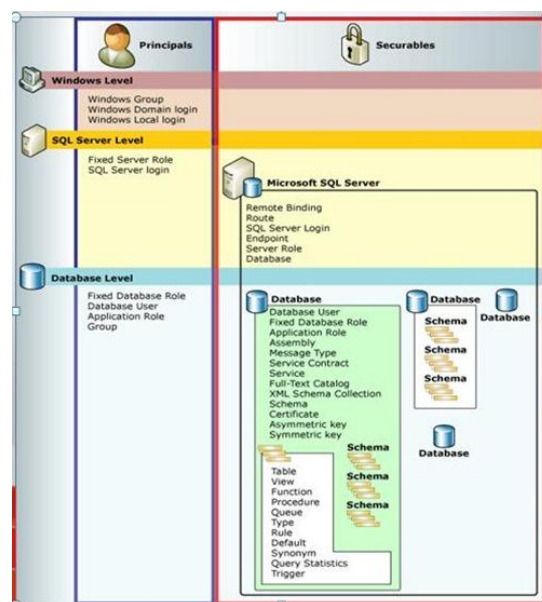 Principals
Securables
Windows Level
Windows Group
Windows Domain login
Windows Local login
SQL Server Level
Fixed Server Role
SQL Server login
Microsoft SQL Server
Remote Binding
Route
SQL Server Login
Endpoint
Server Role
Database
Database Level
Fixed Database Role
Database User
Application Role
Group
Database
Database User
Fixed Database Role
Application Role
Assembly
Message Type
Service Contract
Service
Full-Text Catalog
XML Schema Collection
Schema
Certificate
Asymmetric key
Symmetric key
Table
View
Function
Procedure
Queue
Type
Rule
Default
Synonym
Query Statistics
Trigger
Schema
Schema
Schema
Database
Schema
Schema
Schema
Database
Database